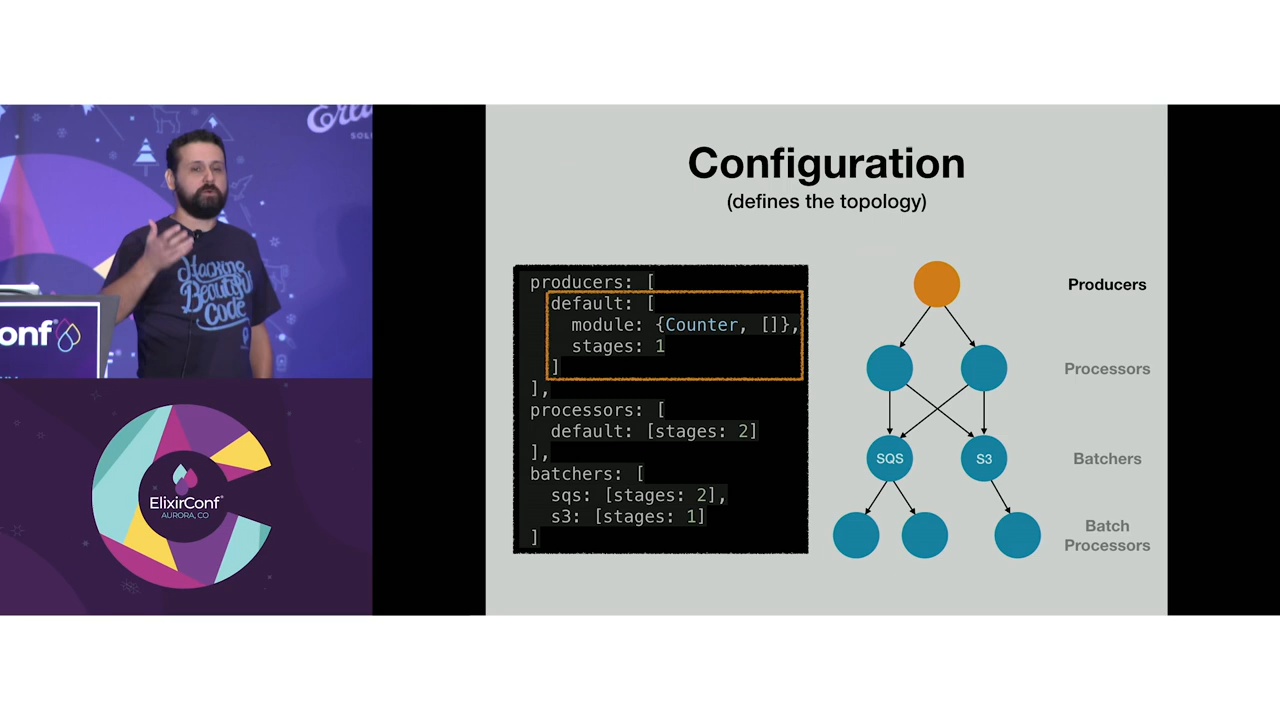 SOL
Hacking
Beautiful
Code
onf
ElixirConf
AURORA, CO
Configuration
(defines the topology)
producers: [
default: [
module: {Counter, []},
stages: 1
]
],
processors: [
default: [stages: 2]
],
batchers: [
sqs: [stages: 2],
s3: [stages: 1]
]
Producers
Processors
SQS
S3
Batchers
Batch
Processors